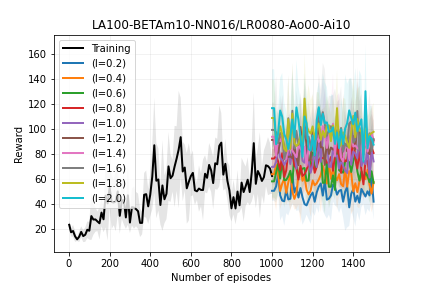 LA100-BETAm10-NN016/LR0080-Ao00-Ai10
Reward
160
140
120
100
80
60
40
20
Training
(l=0.2)
(l=0.4)
(l=0.6)
(l=0.8)
(l=1.0)
(l=1.2)
(l=1.4)
(l=1.6)
(l=1.8)
(l=2.0)
0 200 400 600 800 1000 1200 1400
Number of episodes